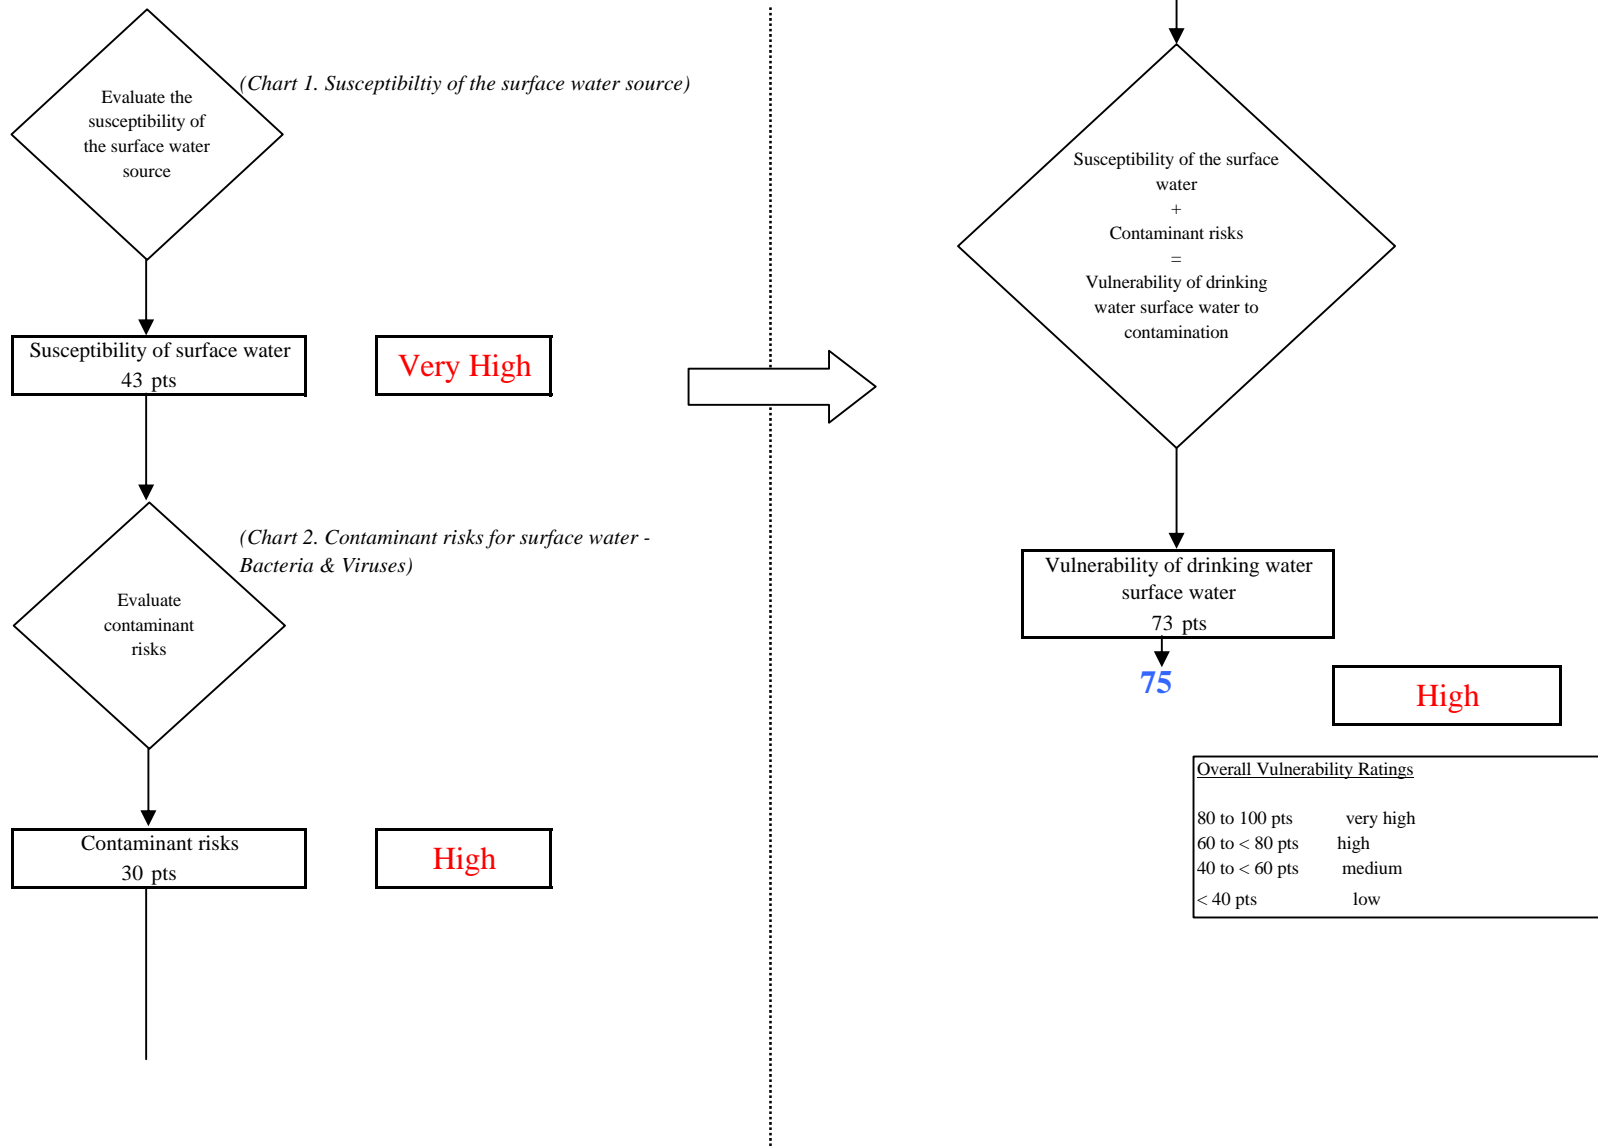 Evaluate the
susceptibility of
the surface water
source
(Chart 1. Susceptibiltiy of the surface water source)
Susceptibility of surface water
43 pts
Very High
(Chart 2. Contaminant risks for surface water -
Bacteria & Viruses)
Evaluate
contaminant
risks
Contaminant risks
30 pts
High
Susceptibility of the surface
water
+
Contaminant risks
=
Vulnerability of drinking
water surface water to
contamination
Vulnerability of drinking water
surface water
73 pts
75
High
Overall Vulnerability Ratings
80 to 100 pts very high
60 to < 80 pts high
40 to < 60 pts medium
< 40 pts low